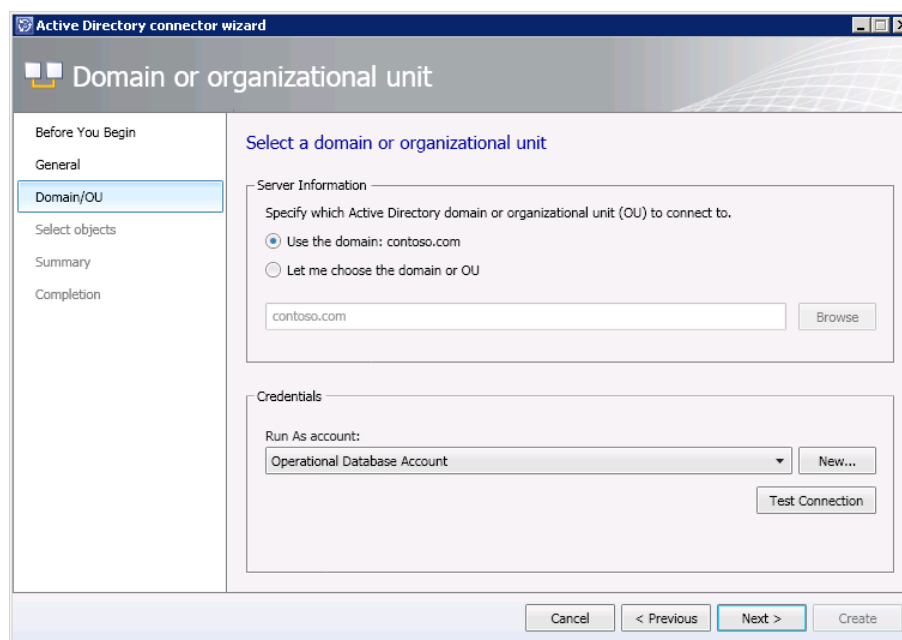 Active Directory connector wizard
Domain or organizational unit
Before You Begin
General
Domain/OU
Select objects
Summary
Completion
Select a domain or organizational unit
Server Information
Specify which Active Directory domain or organizational unit (OU) to connect to.
Use the domain: contoso.com
Let me choose the domain or OU
contoso.com
Browse
Credentials
Run As account:
Operational Database Account
New...
Test Connection
Cancel
< Previous
Next >
Create